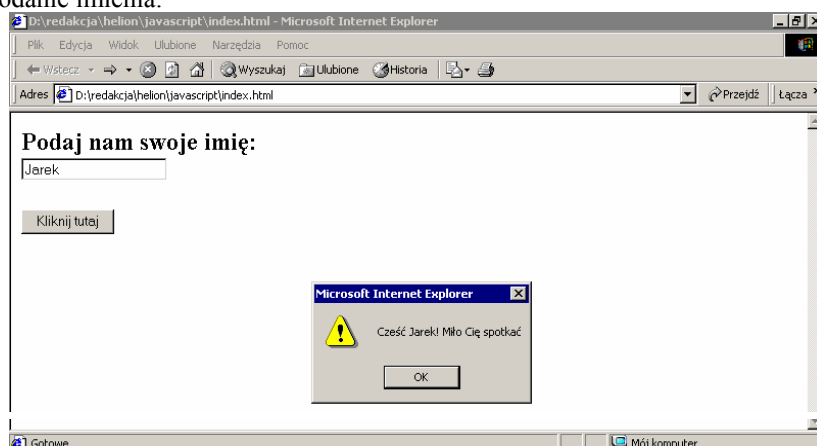 odanie imienia.
D:\redakcja\helion\javascript\index.html - Microsoft Internet Explorer
Plik Edycja Widok Ulubione Narzędzia Pomoc
Wstecz Wyszukaj Ulubione Historia
Adres D:\redakcja\helion\javascript\index.html Przejdź Łącza
Podaj nam swoje imię:
Jarek
Kliknij tutaj
Microsoft Internet Explorer
Cześć Jarek! Miło Cię spotkać
OK
Gotowe Mój komputer